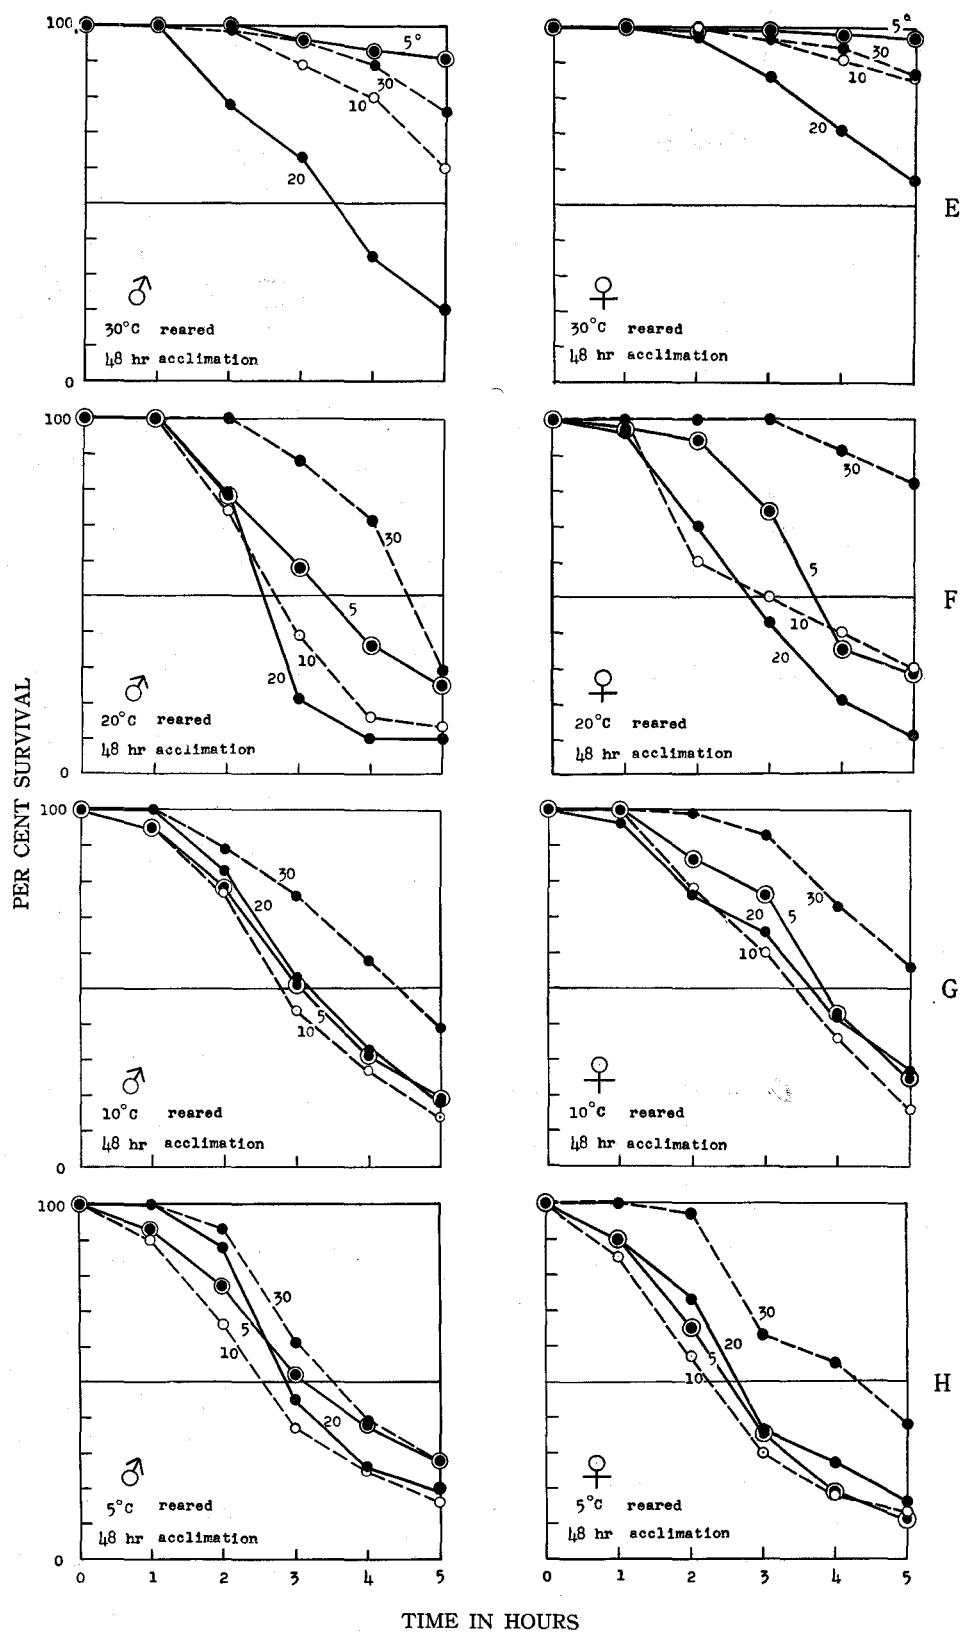 100
5°
30
10
20
♂
30°C reared
48 hr acclimation
0
5°
30
10
20
♀
30°C reared
48 hr acclimation
E
100
30
5
10
20
♂
20°C reared
48 hr acclimation
0
30
5
10
20
♀
20°C reared
48 hr acclimation
F
PER CENT SURVIVAL
100
30
20
5
10
♂
10°C reared
48 hr acclimation
0
30
5
20
10
♀
10°C reared
48 hr acclimation
G
100
30
5
10
20
♂
5°C reared
48 hr acclimation
0
30
20
5
10
♀
5°C reared
48 hr acclimation
H
0 1 2 3 4 5
0 1 2 3 4 5
TIME IN HOURS